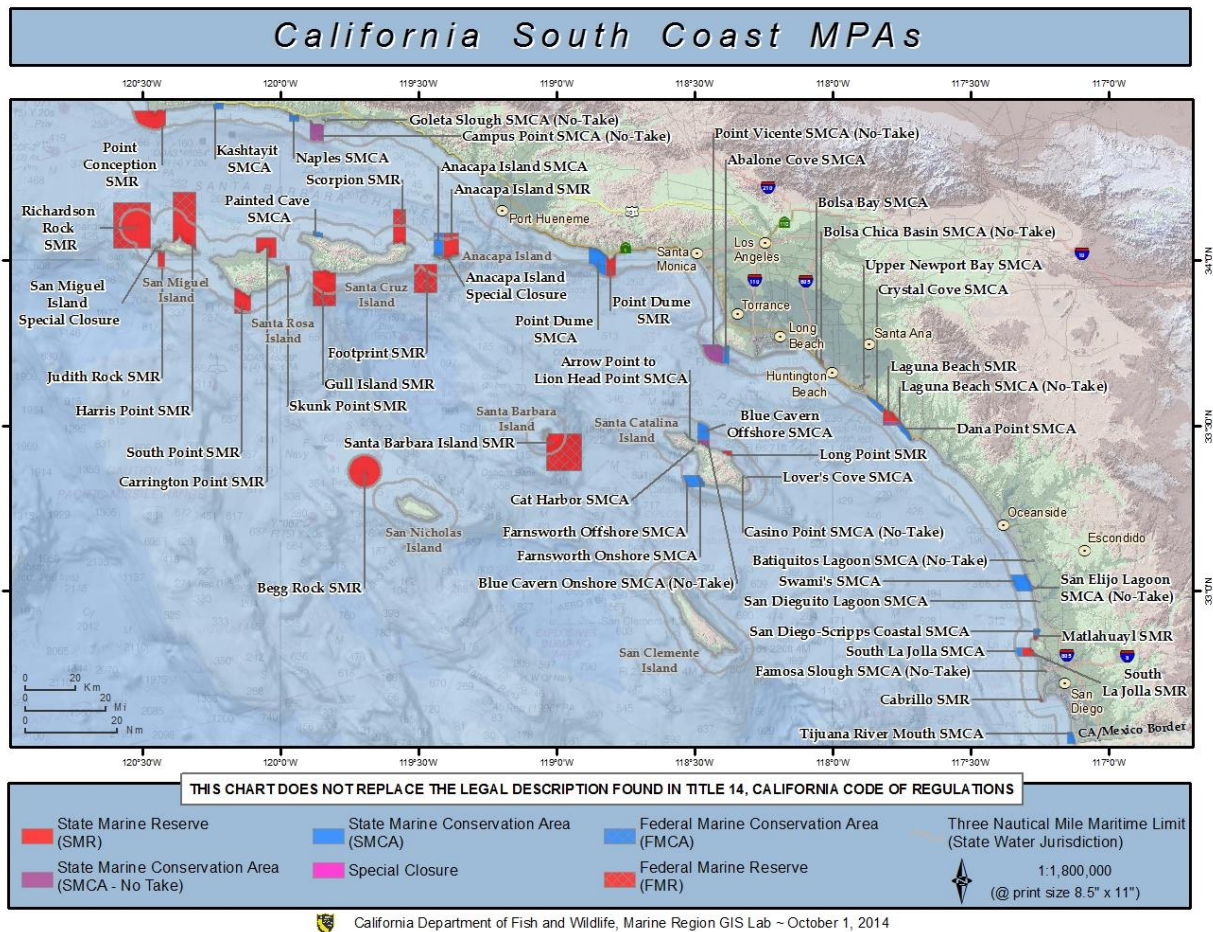 California South Coast MPAs
120°30'
120°0'
119°30'
119°0'
118°30'
118°0'
117°30'
117°0'
Goleta Slough SMCA (No-Take)
Campus Point SMCA (No-Take)
Point Vicente SMCA (No-Take)
Point
Conception
SMR
Kashtayit
SMCA
Naples SMCA
Anacapa Island SMCA
Abalone Cove SMCA
Scorpion SMR
Anacapa Island SMR
Richardson
Rock
SMR
Painted Cave
SMCA
Port Hueneme
Bolsa Bay SMCA
Bolsa Chica Basin SMCA (No-Take)
Los
Angeles
Santa
Monica
34°N
Anacapa Island
Upper Newport Bay SMCA
Crystal Cove SMCA
San Miguel
Island
Special Closure
San Miguel
Island
Santa Cruz
Island
Anacapa Island
Special Closure
Point Dume
SMR
Torrance
Santa Rosa
Island
Point Dume
SMCA
Long
Beach
Santa Ana
Footprint SMR
Arrow Point to
Lion Head Point SMCA
Huntington
Beach
Laguna Beach SMR
Laguna Beach SMCA (No-Take)
Judith Rock SMR
Gull Island SMR
Harris Point SMR
Skunk Point SMR
Santa Barbara
Island
Santa Catalina
Island
Blue Cavern
Offshore SMCA
Dana Point SMCA
33°30'N
South Point SMR
Santa Barbara Island SMR
Long Point SMR
Carrington Point SMR
Lover's Cove SMCA
Cat Harbor SMCA
Oceanside
San Nicholas
Island
Farnsworth Offshore SMCA
Casino Point SMCA (No-Take)
Escondido
Farnsworth Onshore SMCA
Batiquitos Lagoon SMCA (No-Take)
Begg Rock SMR
Blue Cavern Onshore SMCA (No-Take)
Swami's SMCA
San Elijo Lagoon
SMCA (No-Take)
33°N
San Dieguito Lagoon SMCA
San Diego-Scripps Coastal SMCA
Matlahuayl SMR
San Clemente
Island
South La Jolla SMCA
Famosa Slough SMCA (No-Take)
South
La Jolla SMR
Cabrillo SMR
San
Diego
Tijuana River Mouth SMCA
CA/Mexico Border
0 20
Km
0 20
Mi
0 20
Nm
120°30'
120°0'
119°30'
119°0'
118°30'
118°0'
117°30'
117°0'
THIS CHART DOES NOT REPLACE THE LEGAL DESCRIPTION FOUND IN TITLE 14, CALIFORNIA CODE OF REGULATIONS
State Marine Reserve
(SMR)
State Marine Conservation Area
(SMCA)
Federal Marine Conservation Area
(FMCA)
Three Nautical Mile Maritime Limit
(State Water Jurisdiction)
State Marine Conservation Area
(SMCA - No Take)
Special Closure
Federal Marine Reserve
(FMR)
1:1,800,000
(@ print size 8.5" x 11")
California Department of Fish and Wildlife, Marine Region GIS Lab ~ October 1, 2014